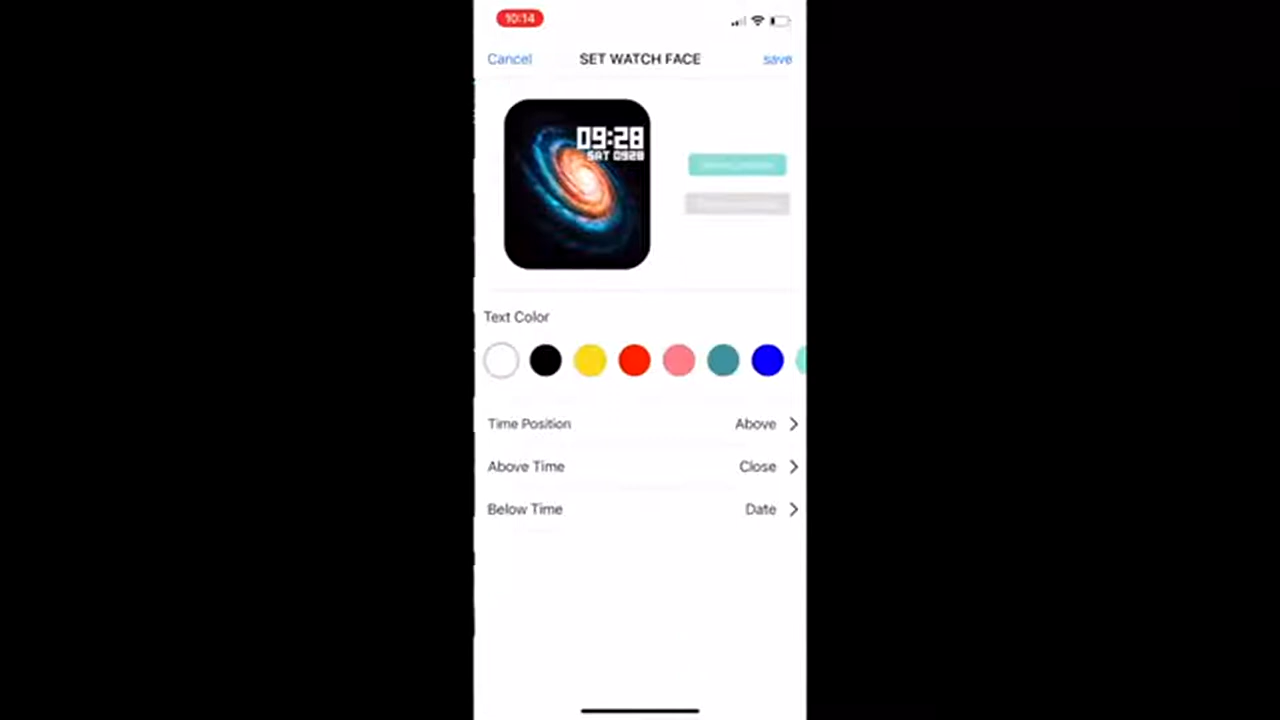 10:14
Cancel SET WATCH FACE save
09:28
SAT 0928
Text Color
Time Position Above
Above Time Close
Below Time Date